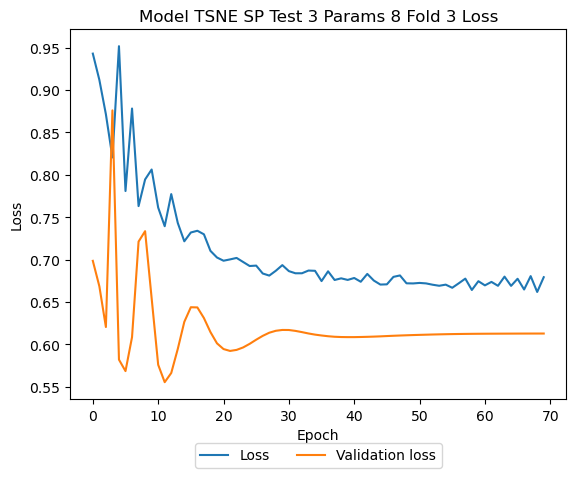 Model TSNE SP Test 3 Params 8 Fold 3 Loss
0.95
0.90
0.85
0.80
0.75
0.70
0.65
0.60
0.55
Loss
0 10 20 30 40 50 60 70
Epoch
Loss Validation loss